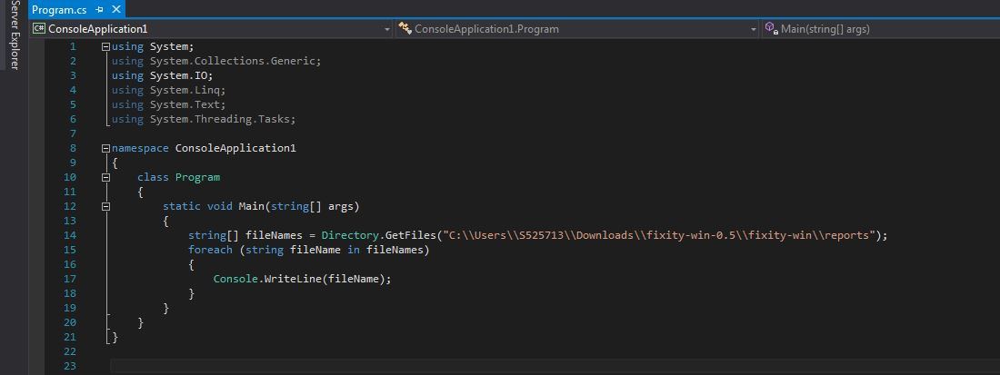 Server Explorer
Program.cs
ConsoleApplication1 ConsoleApplication1.Program Main(string[] args)
1 using System;
2 using System.Collections.Generic;
3 using System.IO;
4 using System.Linq;
5 using System.Text;
6 using System.Threading.Tasks;
7
8 namespace ConsoleApplication1
9 {
10 class Program
11 {
12 static void Main(string[] args)
13 {
14 string[] fileNames = Directory.GetFiles("C:\\Users\\S525713\\Downloads\\fixity-win-0.5\\fixity-win\\reports");
15 foreach (string fileName in fileNames)
16 {
17 Console.WriteLine(fileName);
18 }
19 }
20 }
21 }
22
23